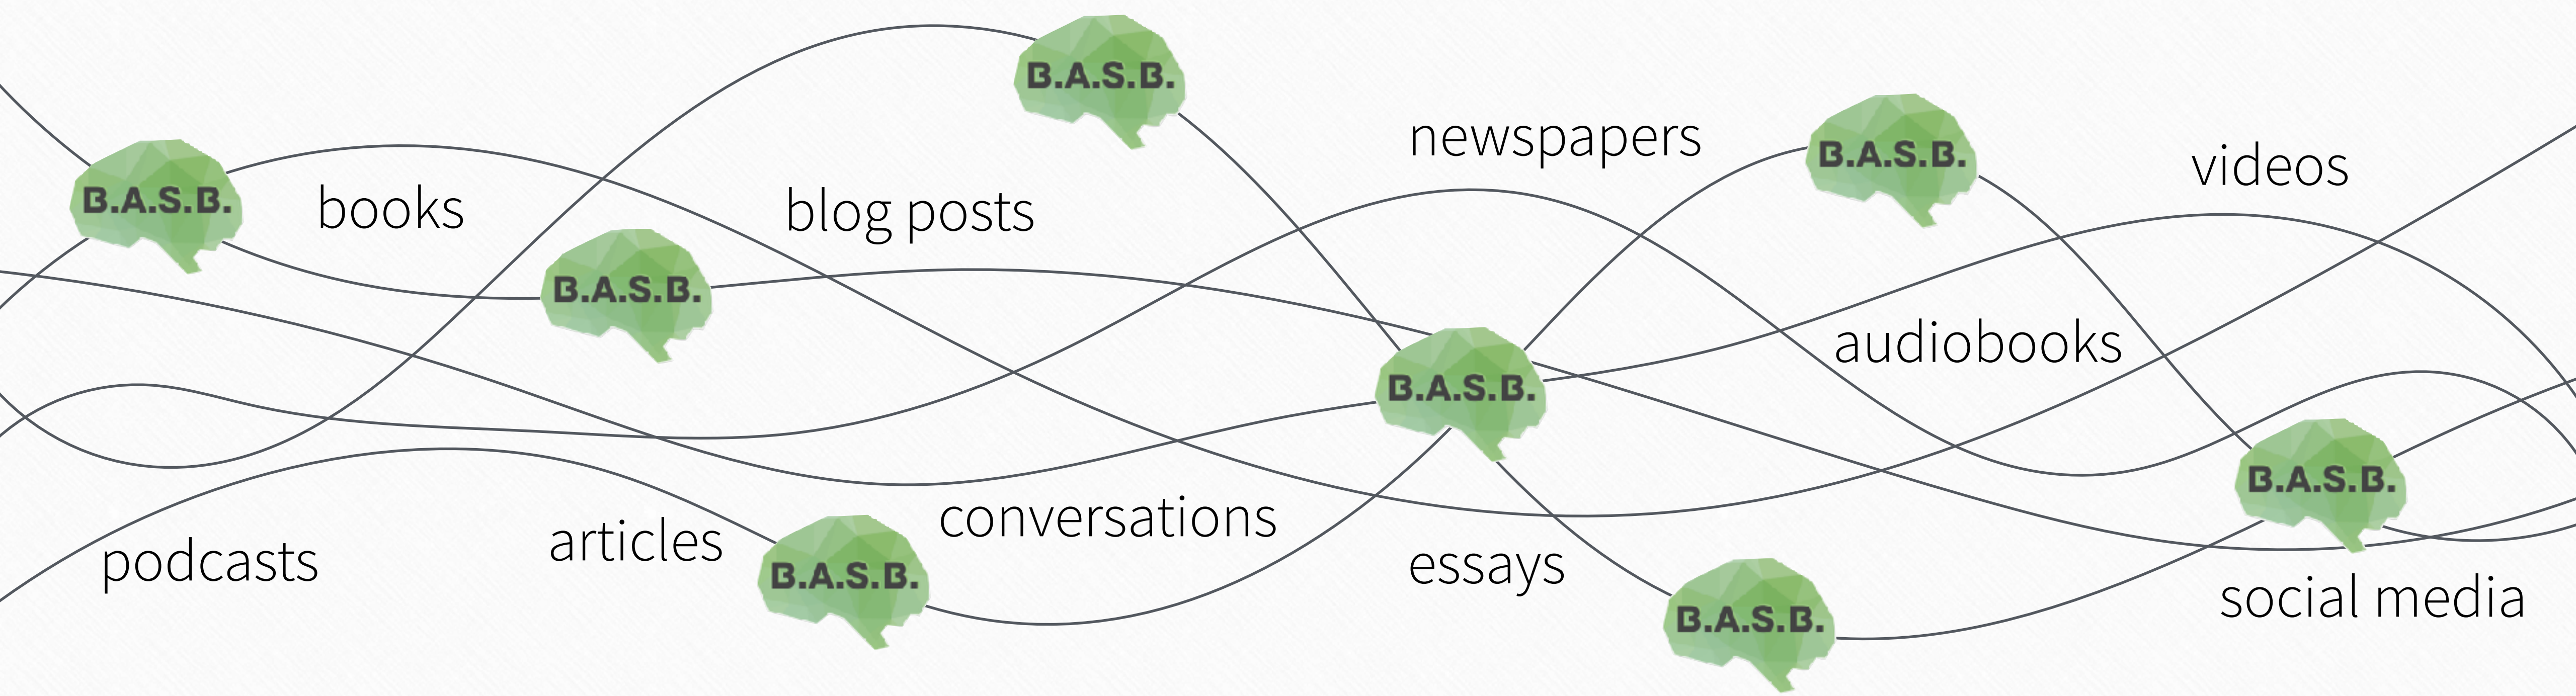 B.A.S.B.
newspapers
B.A.S.B.
videos
B.A.S.B.
books
blog posts
B.A.S.B.
audiobooks
B.A.S.B.
B.A.S.B.
conversations
articles
podcasts
B.A.S.B.
essays
social media
B.A.S.B.